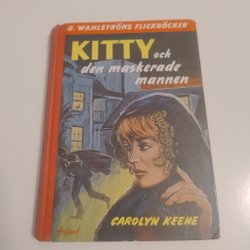 B. WAHLSTRÖMS FLICKBÖCKER
KITTY och
den maskerade
mannen
CAROLYN KEENE